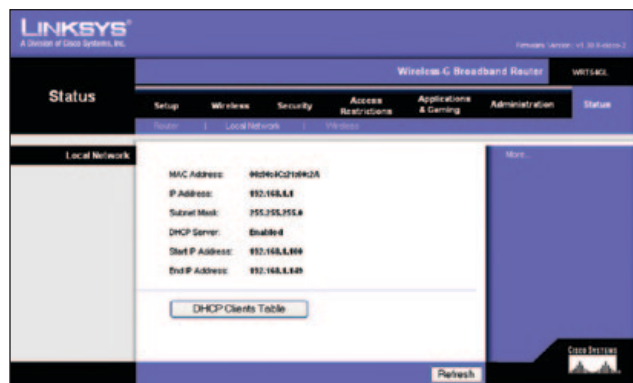 LINKSYS®
A Division of Cisco Systems, Inc.
Wireless-G Broadband Router
WRT54GL
Status
Setup
Wireless
Security
Access Restrictions
Applications & Gaming
Administration
Status
Router | Local Network | Wireless
Local Network
More...
MAC Address:
IP Address: 192.168.1.1
Subnet Mask: 255.255.255.0
DHCP Server: Enabled
Start IP Address: 192.168.1.100
End IP Address: 192.168.1.149
DHCP Clients Table
Refresh
CISCO SYSTEMS